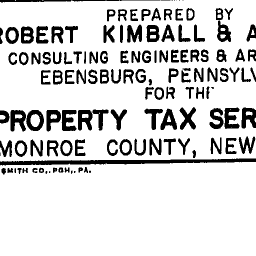 PREPARED BY
ROBERT KIMBALL & A
CONSULTING ENGINEERS & AR
EBENSBURG, PENNSYLV
FOR THE
PROPERTY TAX SER
MONROE COUNTY, NEW
SMITH CO., PGH., PA.